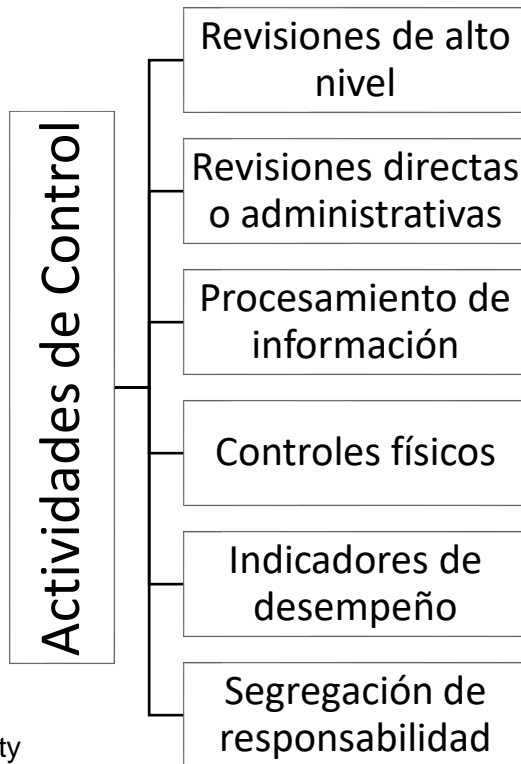 Actividades de Control
Revisiones de alto
nivel
Revisiones directas
o administrativas
Procesamiento de
información
Controles físicos
Indicadores de
desempeño
Segregación de
responsabilidad
ty